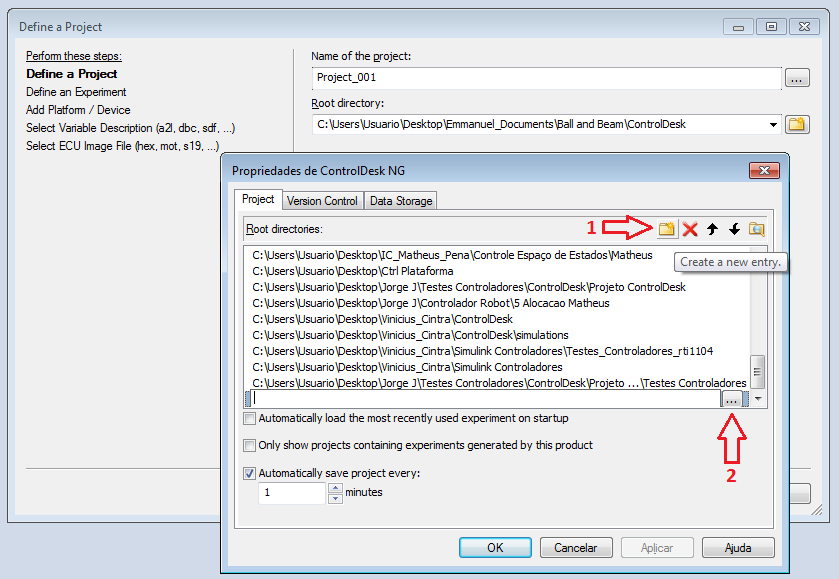 Define a Project
Perform these steps:
Define a Project
Define an Experiment
Add Platform / Device
Select Variable Description (a2l, dbc, sdf, ...)
Select ECU Image File (hex, mot, s19, ...)
Name of the project:
Project_001
...
Root directory:
C:\Users\Usuario\Desktop\Emmanuel_Documents\Ball and Beam\ControlDesk
Propriedades de ControlDesk NG
Project Version Control Data Storage
Root directories:
1
Create a new entry.
C:\Users\Usuario\Desktop\IC_Matheus_Pena\Controle Espaço de Estados\Matheus
C:\Users\Usuario\Desktop\Ctrl Plataforma
C:\Users\Usuario\Desktop\Jorge J\Testes Controladores\ControlDesk\Projeto ControlDesk
C:\Users\Usuario\Desktop\Jorge J\Controlador Robot\5 Alocacao Matheus
C:\Users\Usuario\Desktop\Vinicius_Cintra\ControlDesk
C:\Users\Usuario\Desktop\Vinicius_Cintra\ControlDesk\simulations
C:\Users\Usuario\Desktop\Vinicius_Cintra\Simulink Controladores\Testes_Controladores_rti1104
C:\Users\Usuario\Desktop\Vinicius_Cintra\Simulink Controladores
C:\Users\Usuario\Desktop\Jorge J\Testes Controladores\ControlDesk\Projeto ...\Testes Controladores
...
2
Automatically load the most recently used experiment on startup
Only show projects containing experiments generated by this product
Automatically save project every:
1 minutes
OK Cancelar Aplicar Ajuda